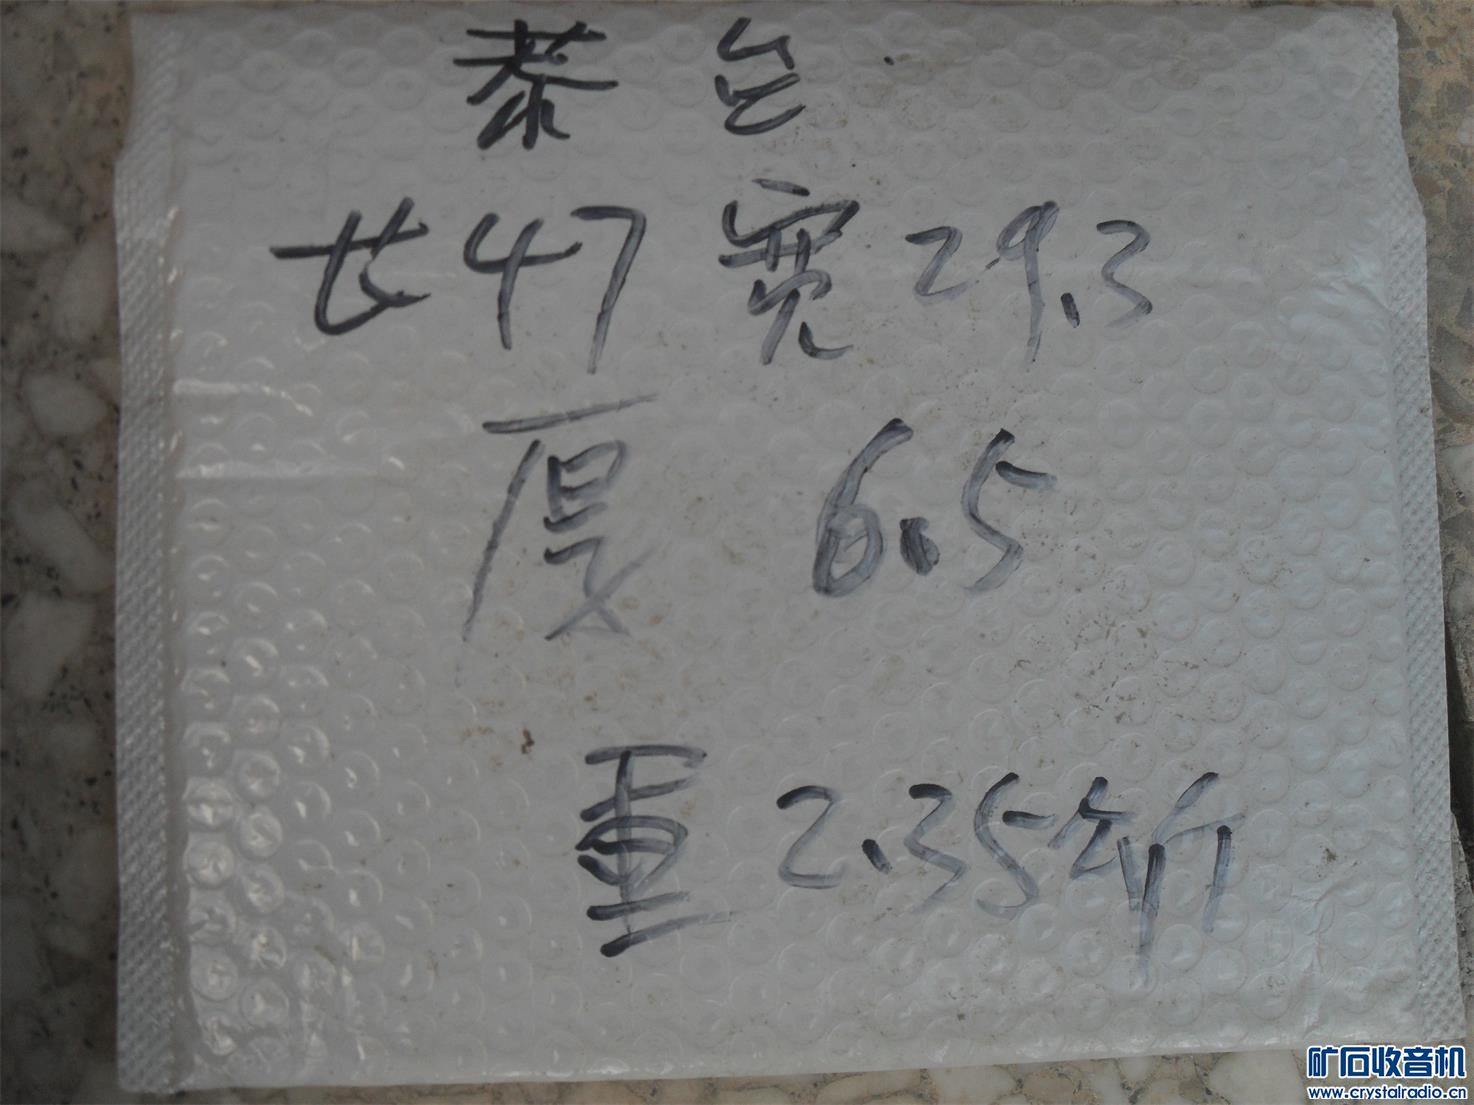 茶台
长47 宽29.3
厚 6.5
重2.35斤
矿石收音机
www.crystalradio.cn